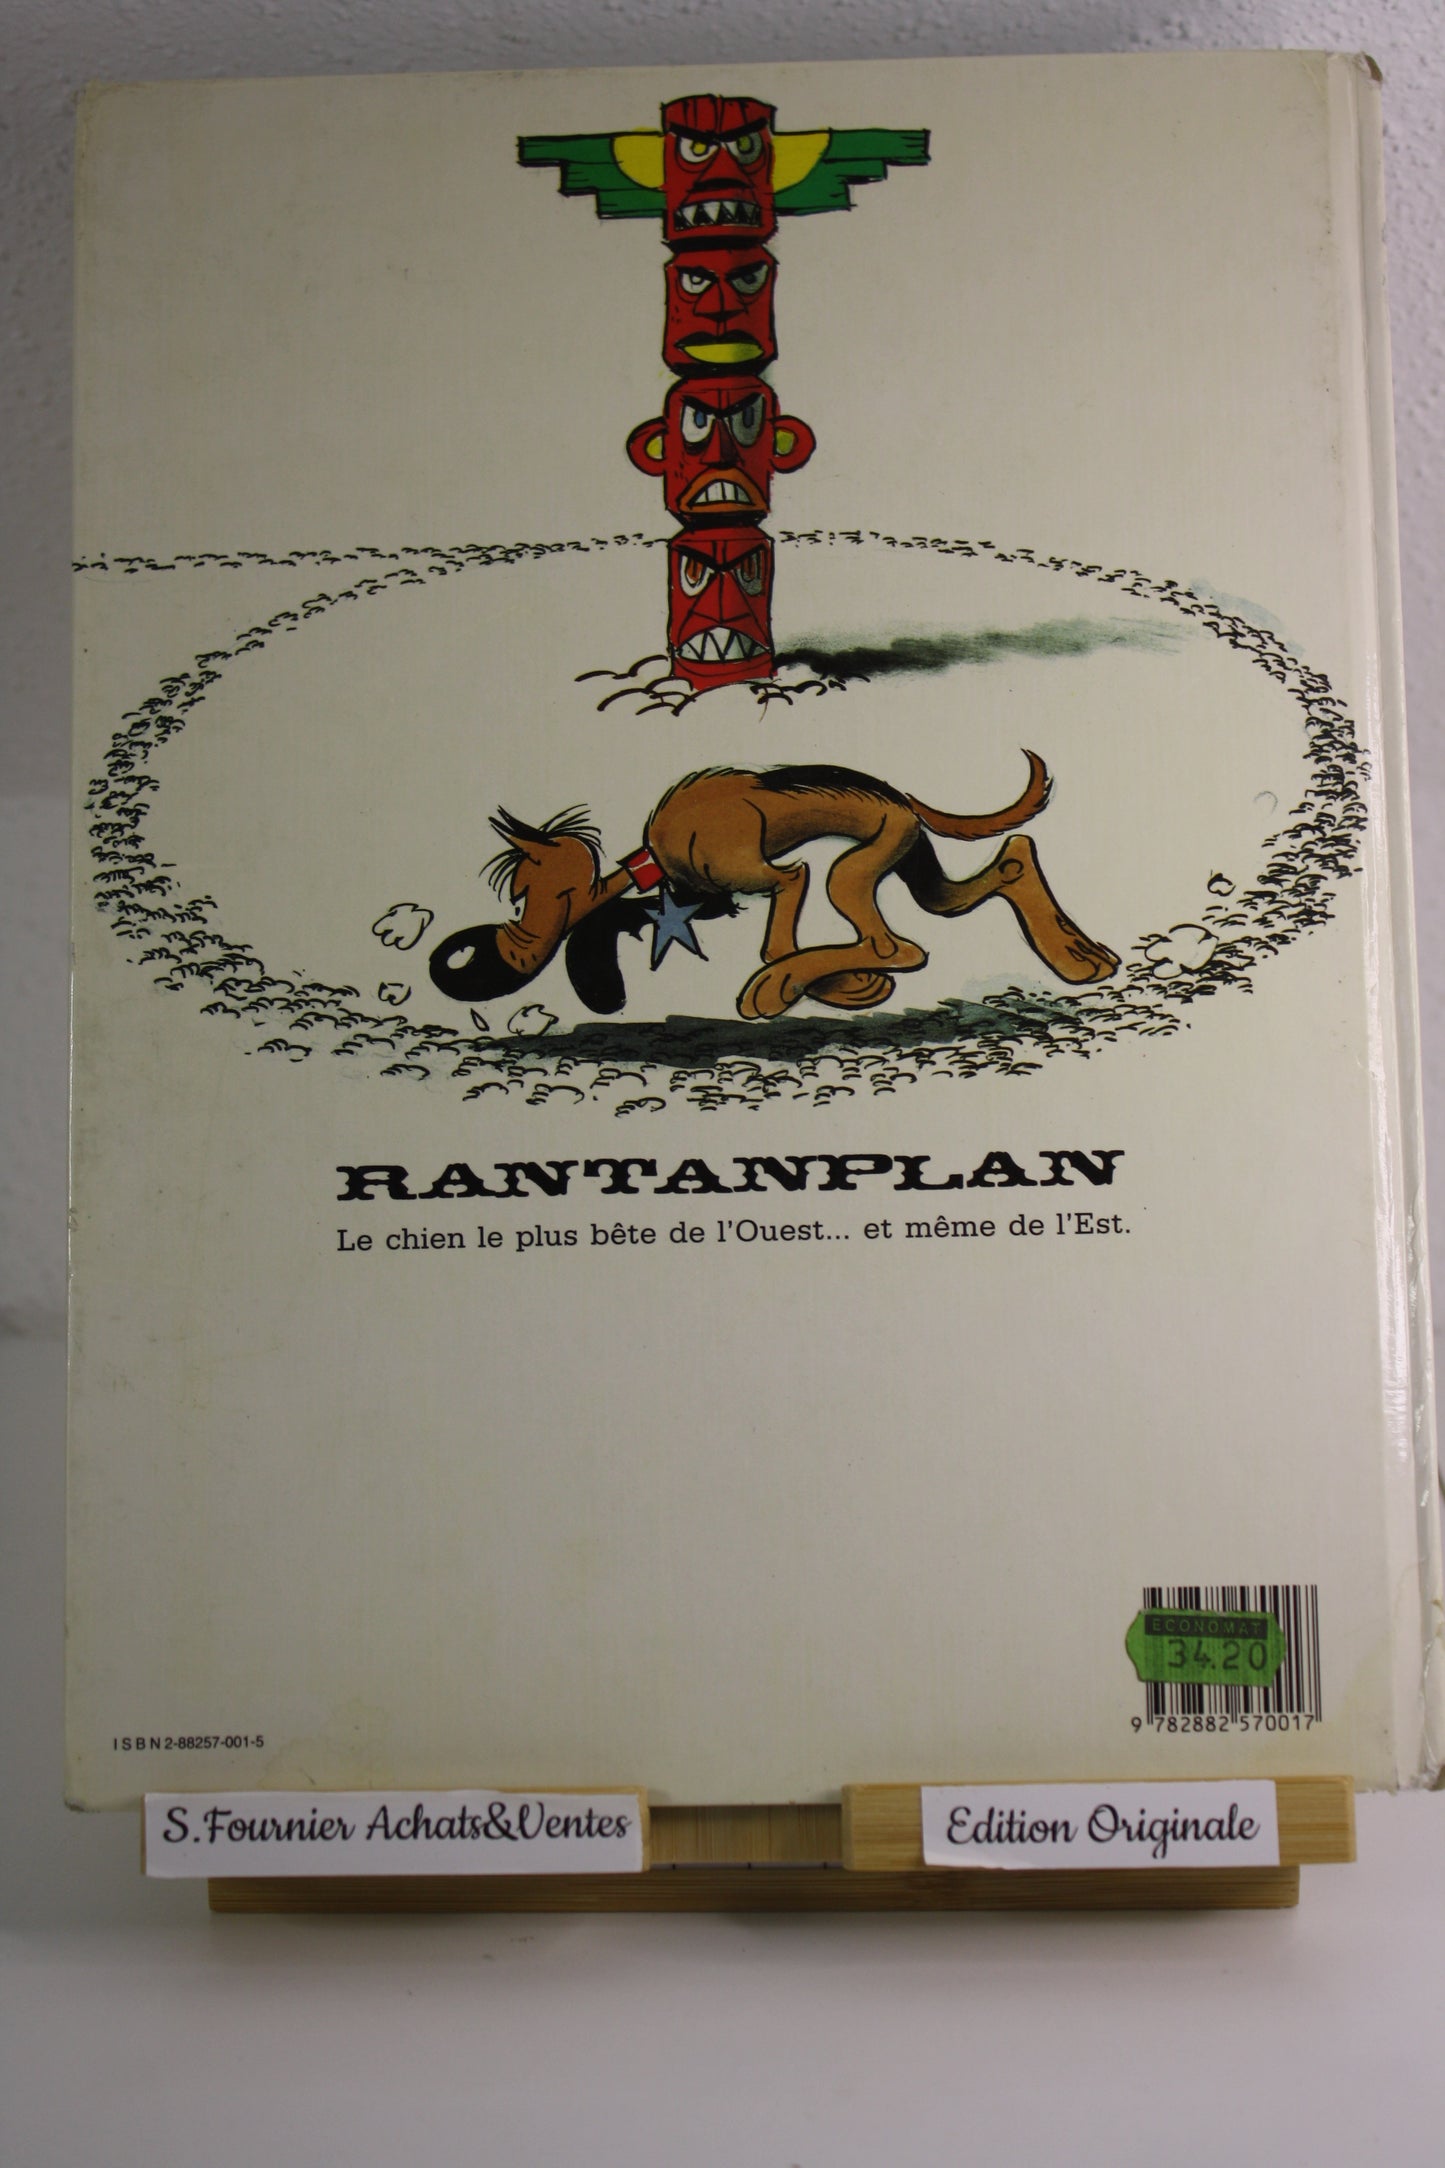 RANTANPLAN
Le chien le plus bête de l'Ouest... et même de l'Est.
ECONOMAT
34.20
9 782882 570017
ISBN 2-88257-001-5
S.Fournier Achats&Ventes
Edition Originale